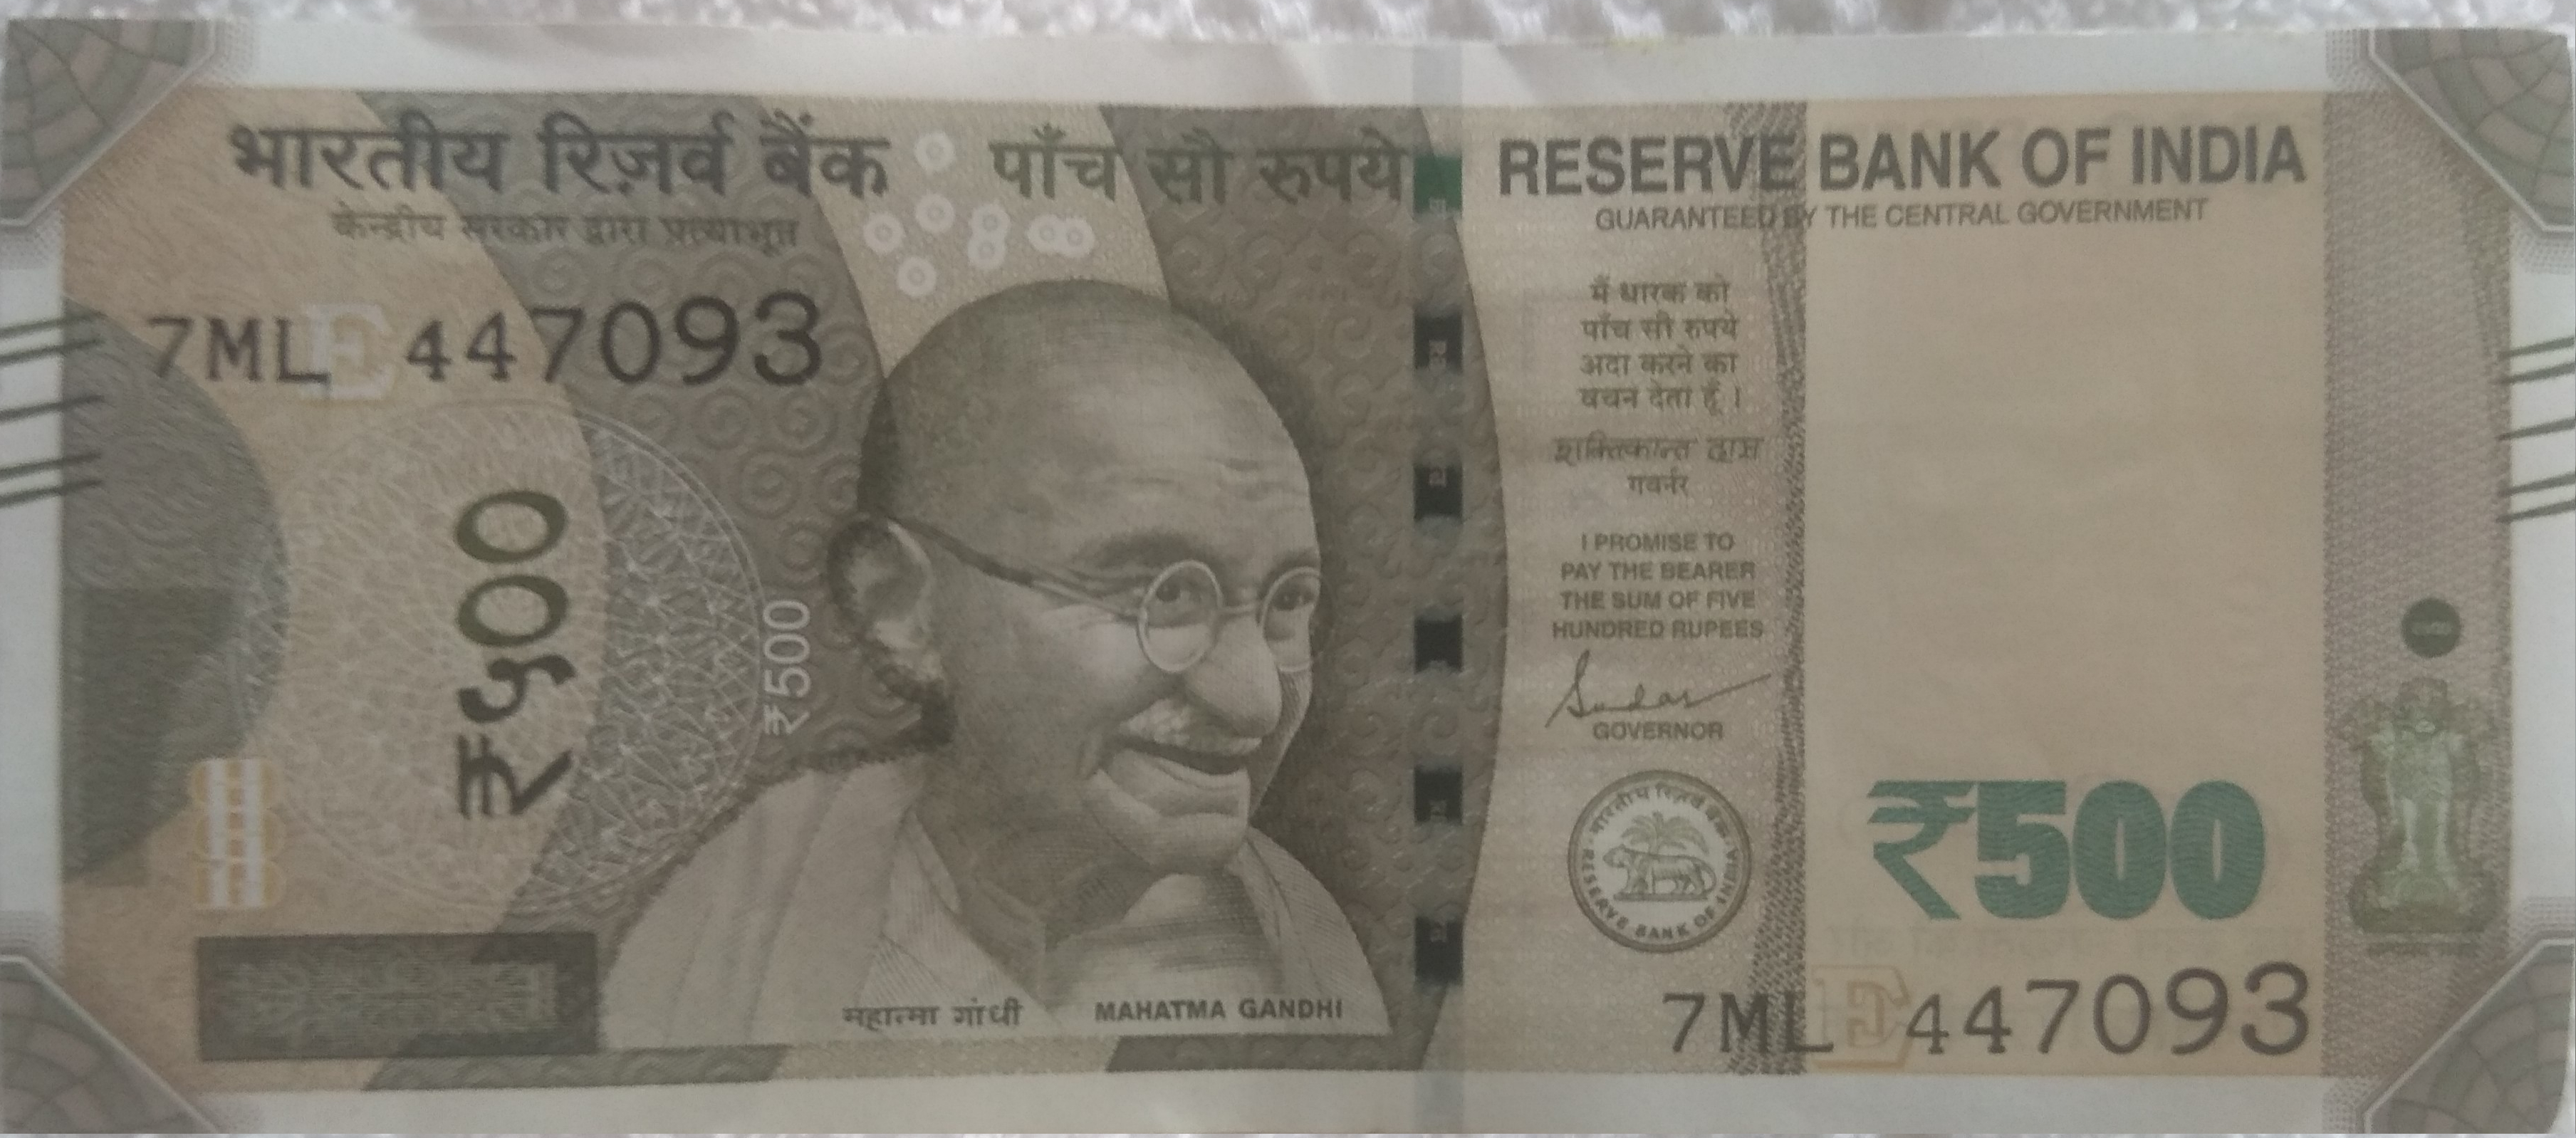 भारतीय रिज़र्व बैंक
केन्द्रीय सरकार द्वारा प्रत्याभूत
पाँच सौ रुपये
RESERVE BANK OF INDIA
GUARANTEED BY THE CENTRAL GOVERNMENT
7ML 447093
E
मैं धारक को
पाँच सौ रुपये
अदा करने का
वचन देता हूँ ।
शक्तिकान्त दास
गवर्नर
I PROMISE TO
PAY THE BEARER
THE SUM OF FIVE
HUNDRED RUPEES
GOVERNOR
₹५००
₹500
भारतीय रिज़र्व बैंक
RESERVE BANK OF INDIA
₹500
महात्मा गांधी
MAHATMA GANDHI
7ML 447093
E